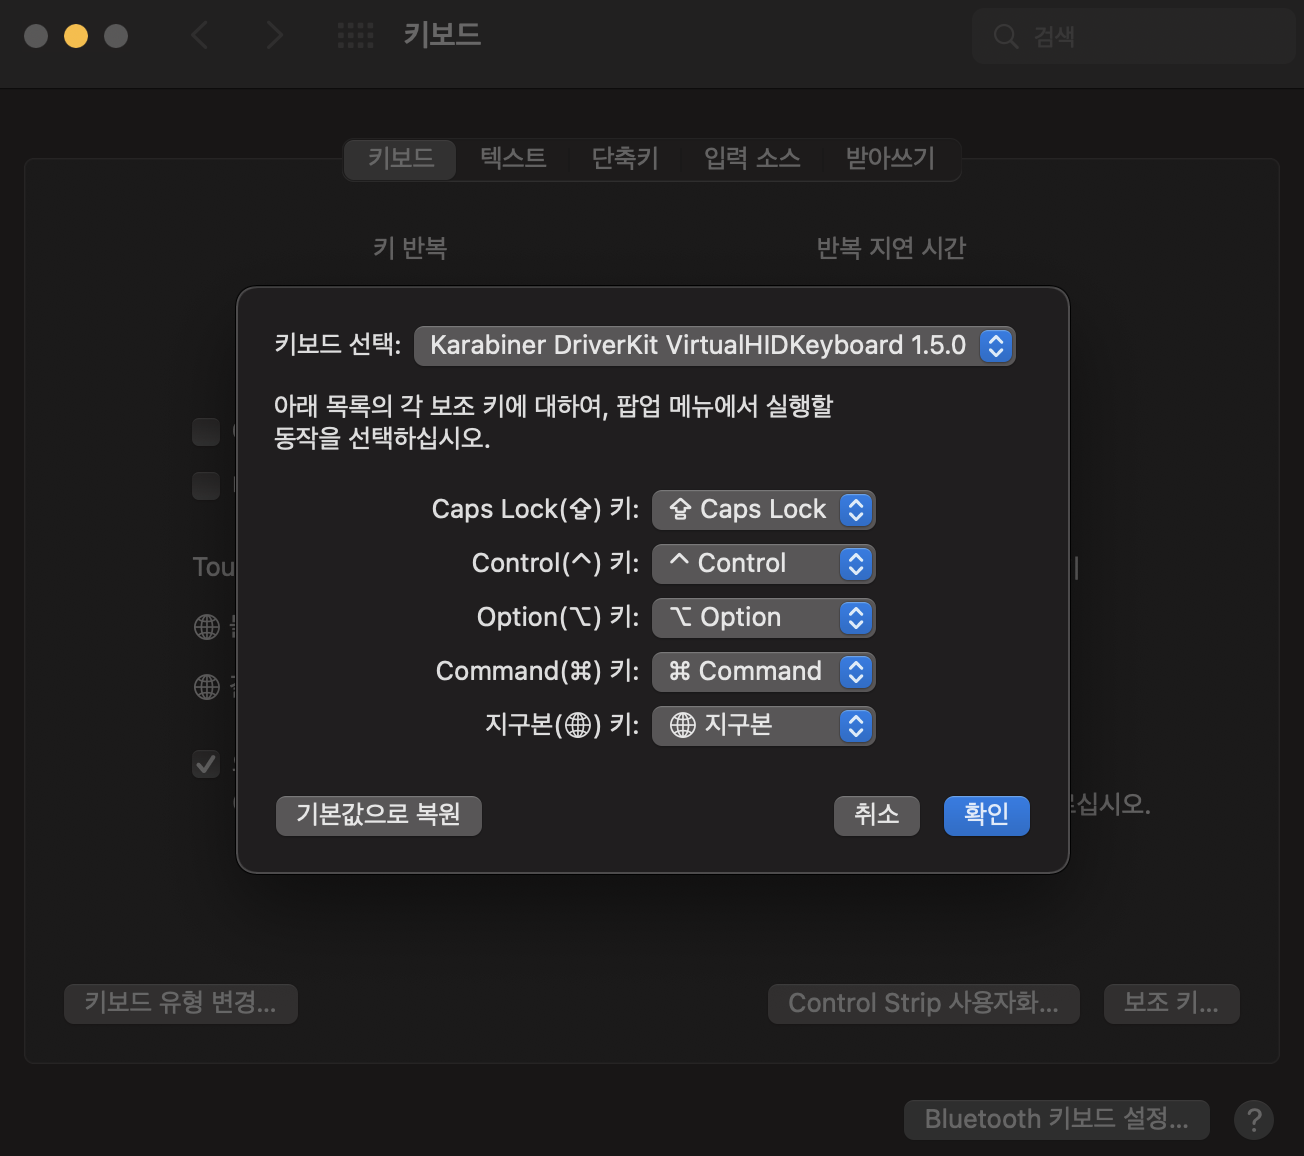 키보드
검색
키보드 텍스트 단축키 입력 소스 받아쓰기
키 반복 반복 지연 시간
키보드 선택: Karabiner DriverKit VirtualHIDKeyboard 1.5.0
아래 목록의 각 보조 키에 대하여, 팝업 메뉴에서 실행할
동작을 선택하십시오.
Caps Lock(⇪) 키: ⇪ Caps Lock
Control(^) 키: ^ Control
Option(⌥) 키: ⌥ Option
Command(⌘) 키: ⌘ Command
지구본(🌐) 키: 🌐 지구본
Tou
십시오.
기본값으로 복원 취소 확인
키보드 유형 변경... Control Strip 사용자화... 보조 키...
Bluetooth 키보드 설정... ?